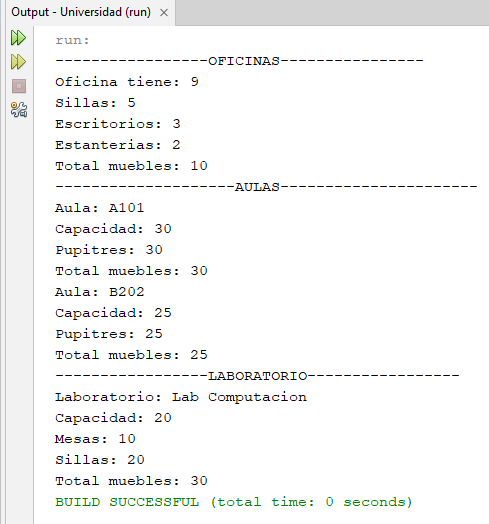 Output - Universidad (run) ×
run:
-----------------OFICINAS----------------
Oficina tiene: 9
Sillas: 5
Escritorios: 3
Estanterias: 2
Total muebles: 10
--------------------AULAS----------------------
Aula: A101
Capacidad: 30
Pupitres: 30
Total muebles: 30
Aula: B202
Capacidad: 25
Pupitres: 25
Total muebles: 25
-----------------LABORATORIO-----------------
Laboratorio: Lab Computacion
Capacidad: 20
Mesas: 10
Sillas: 20
Total muebles: 30
BUILD SUCCESSFUL (total time: 0 seconds)